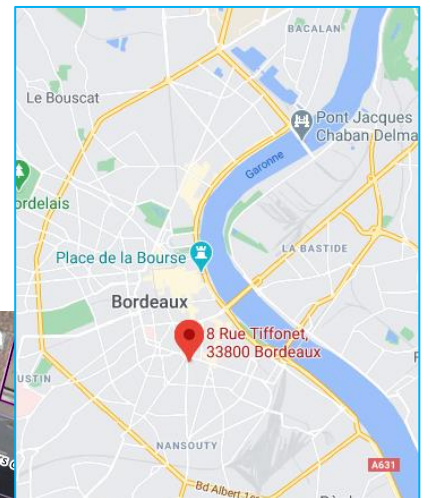 BACALAN
Le Bouscat
Pont Jacques
Chaban Delma
Garonne
ordelais
LA BASTIDE
Place de la Bourse
Bordeaux
8 Rue Tiffonet,
33800 Bordeaux
USTIN
NANSOUTY
A631
Bd Albert 1er